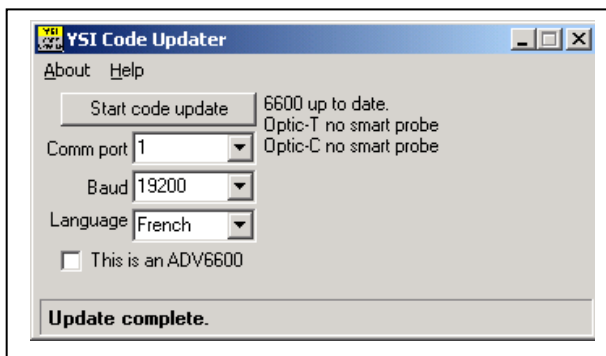 YSI Code Updater
About Help
Start code update
6600 up to date.
Optic-T no smart probe
Optic-C no smart probe
Comm port 1
Baud 19200
Language French
This is an ADV6600
Update complete.